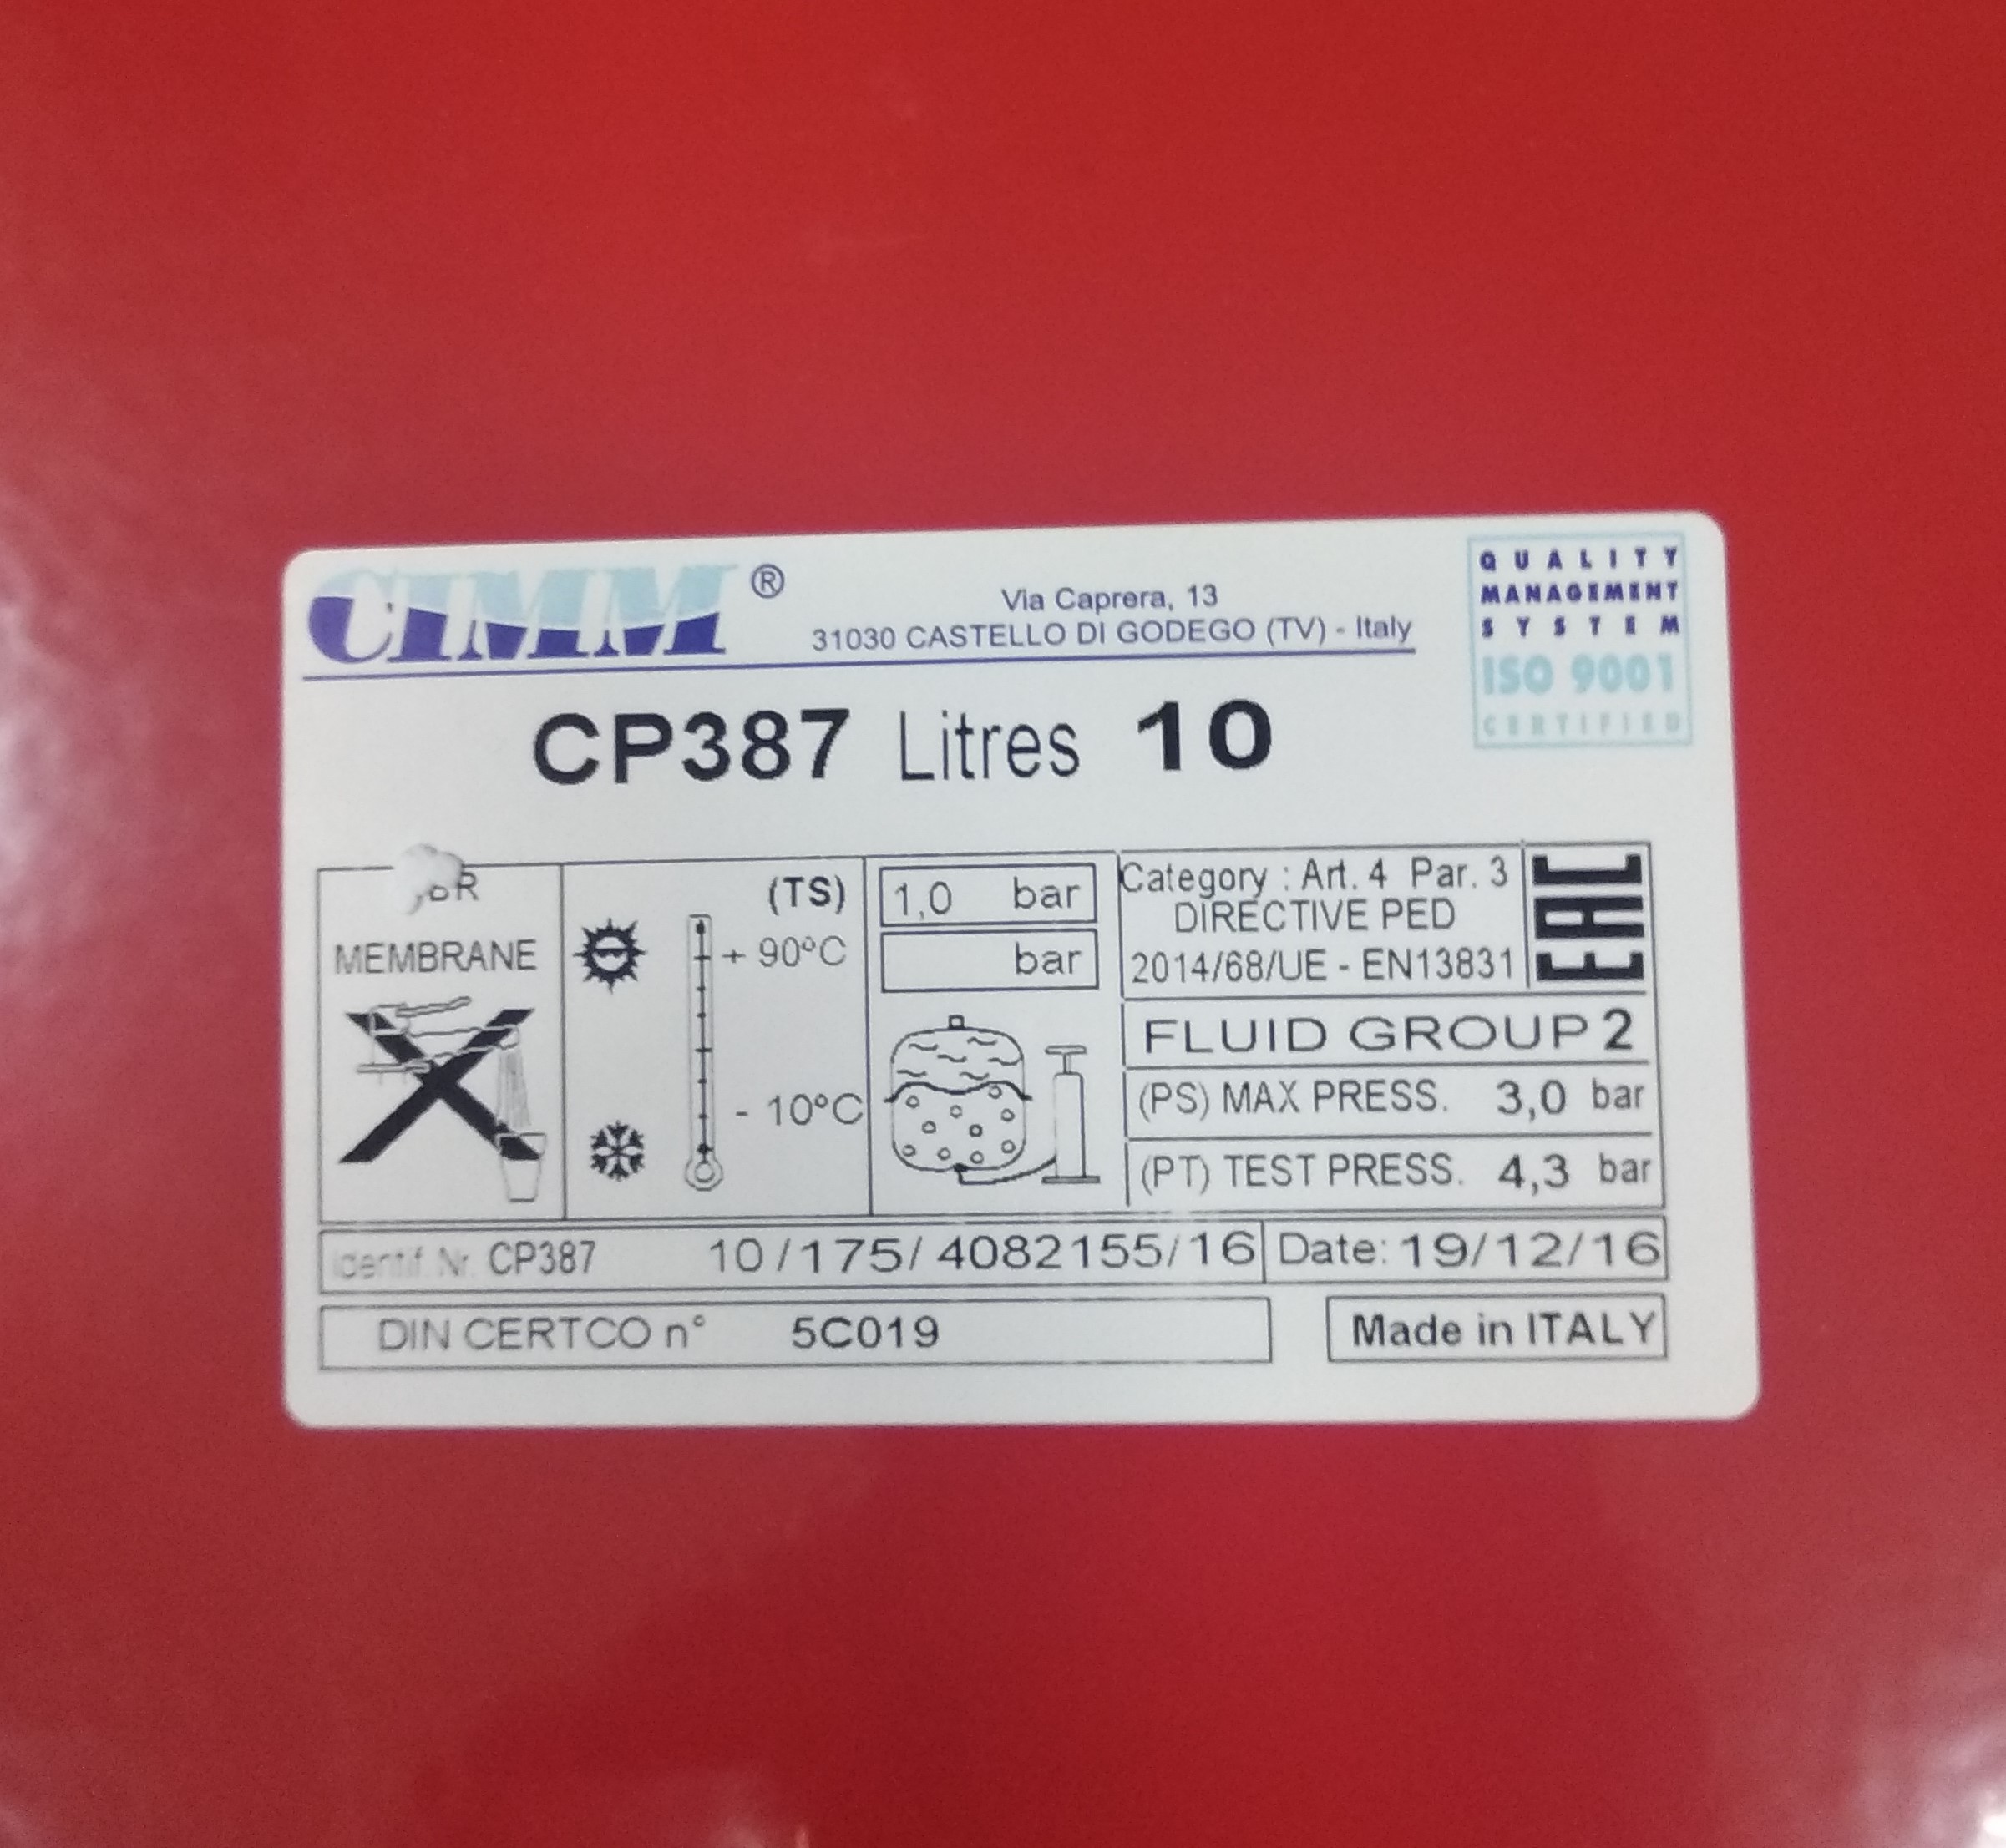 CIMM ®
Via Caprera, 13
31030 CASTELLO DI GODEGO (TV) - Italy
QUALITY
MANAGEMENT
SYSTEM
ISO 9001
CERTIFIED
CP387 Litres 10
MEMBRANE
(TS)
+ 90°C
- 10°C
1,0 bar
bar
Category : Art. 4 Par. 3
DIRECTIVE PED
2014/68/UE - EN13831
EAC
FLUID GROUP 2
(PS) MAX PRESS. 3,0 bar
(PT) TEST PRESS. 4,3 bar
Identif. Nr. CP387 10/175/4082155/16
Date: 19/12/16
DIN CERTCO n° 5C019
Made in ITALY